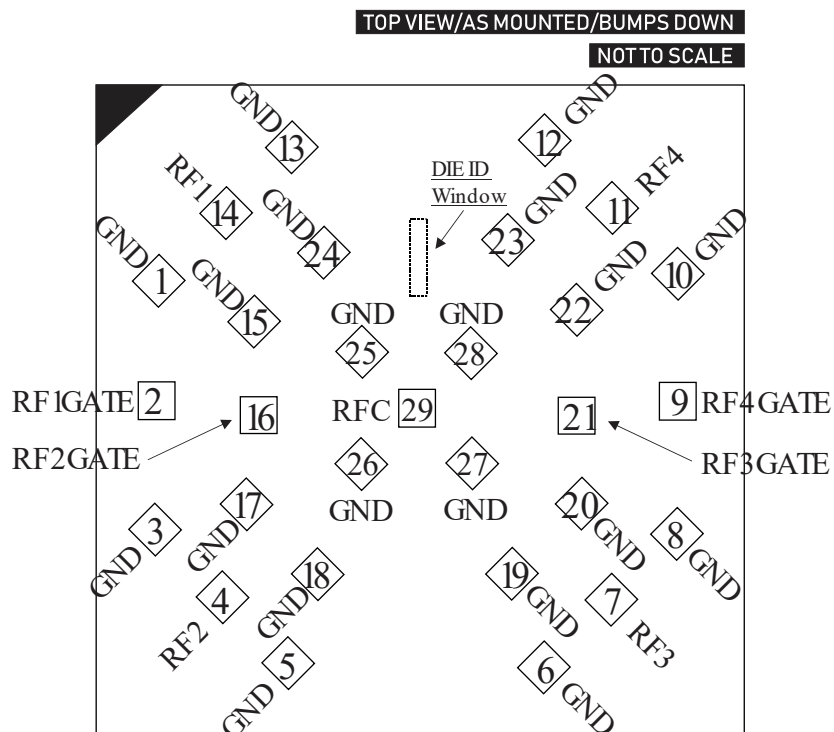 TOP VIEW/AS MOUNTED/BUMPS DOWN
NOT TO SCALE
GND 13
12 GND
RF1 14
DIE ID
Window
11 RF4
GND 24
23 GND
GND 1
10 GND
GND 15
22 GND
GND
GND
25
28
RF1GATE 2
16
RFC 29
21
9 RF4GATE
RF2GATE
RF3GATE
26
27
GND
GND
17
GND
20
GND
3
GND
8
GND
18
GND
19
GND
4
RF2
7
RF3
5
GND
6
GND